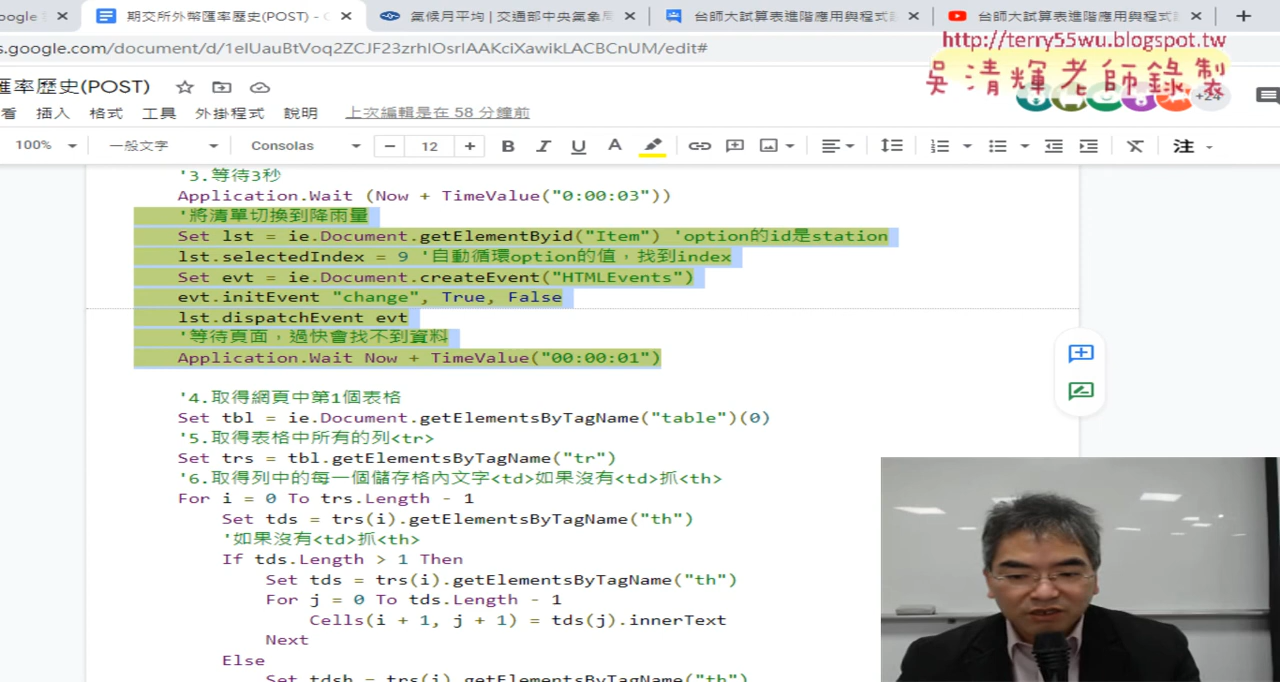 ogle
期交所外幣匯率歷史(POST) - G
氣候月平均 | 交通部中央氣象局
台師大試算表進階應用與程式設
台師大試算表進階應用與程式設
s.google.com/document/d/1elUauBtVoq2ZCJF23zrhlOsrlAAKciXawikLACBCnUM/edit#
http://terry55wu.blogspot.tw
吳清輝老師錄製
匯率歷史(POST)
+24
看 插入 格式 工具 外掛程式 說明 上次編輯是在 58 分鐘前
100% 一般文字 Consolas 12 B I U A 注
'3.等待3秒
Application.Wait (Now + TimeValue("0:00:03"))
'將清單切換到降雨量
Set lst = ie.Document.getElementByid("Item") 'option的id是station
lst.selectedIndex = 9 '自動循環option的值，找到index
Set evt = ie.Document.createEvent("HTMLEvents")
evt.initEvent "change", True, False
lst.dispatchEvent evt
'等待頁面，過快會找不到資料
Application.Wait Now + TimeValue("00:00:01")
'4.取得網頁中第1個表格
Set tbl = ie.Document.getElementsByTagName("table")(0)
'5.取得表格中所有的列<tr>
Set trs = tbl.getElementsByTagName("tr")
'6.取得列中的每一個儲存格內文字<td>如果沒有<td>抓<th>
For i = 0 To trs.Length - 1
Set tds = trs(i).getElementsByTagName("th")
'如果沒有<td>抓<th>
If tds.Length > 1 Then
Set tds = trs(i).getElementsByTagName("th")
For j = 0 To tds.Length - 1
Cells(i + 1, j + 1) = tds(j).innerText
Next
Else
Set tdsh = trs(i).getElementsByTagName("th")